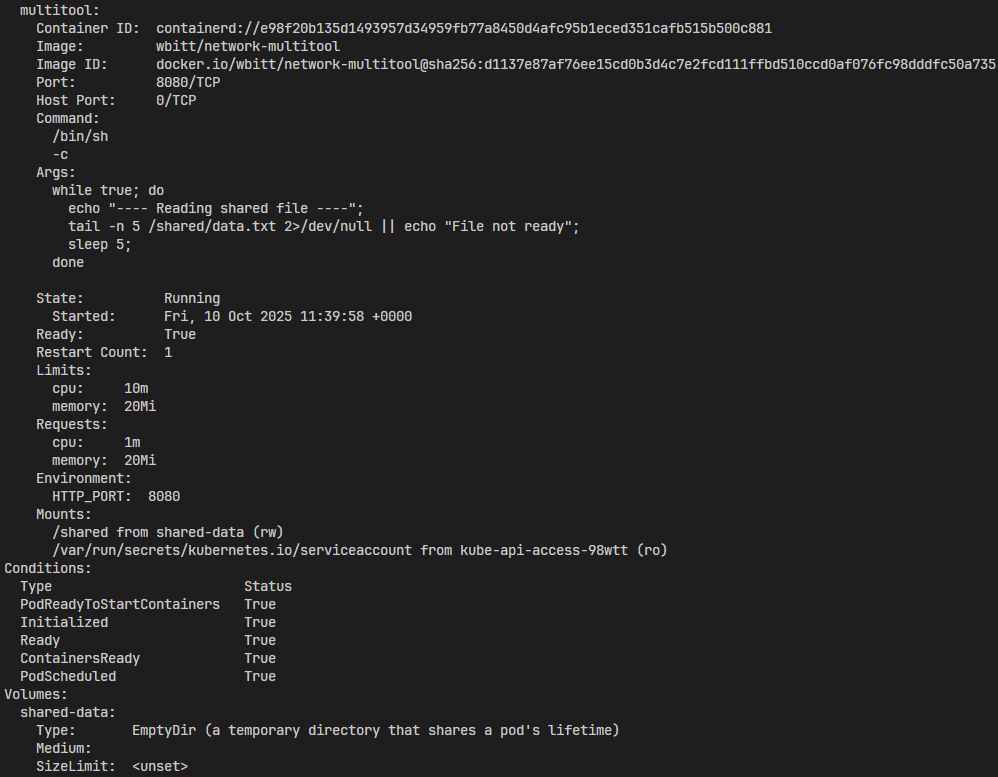 multitool:
Container ID:  containerd://e98f20b135d1493957d34959fb77a8450d4afc95b1eced351cafb515b500c881
Image:         wbitt/network-multitool
Image ID:      docker.io/wbitt/network-multitool@sha256:d1137e87af76ee15cd0b3d4c7e2fcd111ffbd510ccd0af076fc98dddfc50a735
Port:          8080/TCP
Host Port:     0/TCP
Command:
/bin/sh
-c
Args:
while true; do
echo "---- Reading shared file ----";
tail -n 5 /shared/data.txt 2>/dev/null || echo "File not ready";
sleep 5;
done
State:          Running
Started:      Fri, 10 Oct 2025 11:39:58 +0000
Ready:          True
Restart Count:  1
Limits:
cpu:     10m
memory:  20Mi
Requests:
cpu:     1m
memory:  20Mi
Environment:
HTTP_PORT:  8080
Mounts:
/shared from shared-data (rw)
/var/run/secrets/kubernetes.io/serviceaccount from kube-api-access-98wtt (ro)
Conditions:
Type                        Status
PodReadyToStartContainers   True
Initialized                 True
Ready                       True
ContainersReady             True
PodScheduled                True
Volumes:
shared-data:
Type:       EmptyDir (a temporary directory that shares a pod's lifetime)
Medium:
SizeLimit:  <unset>